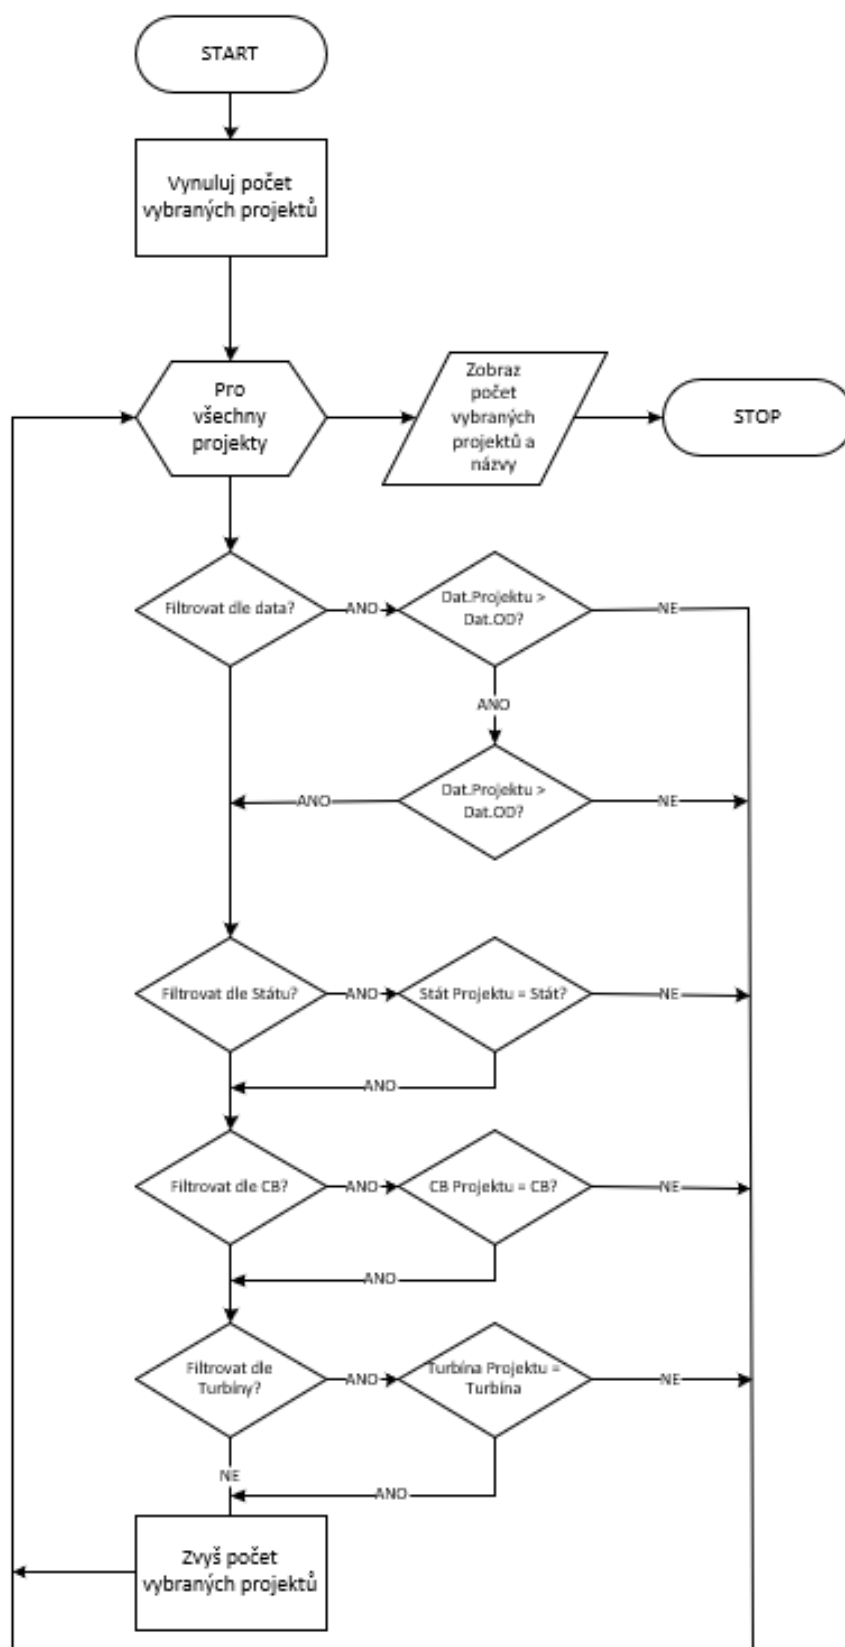 START
Vynuluj počet
vybraných projektů
Pro
všechny
projekty
Zobraz
počet
vybraných
projektů a
názvy
STOP
Filtrovat dle data?
ANO
Dat.Projektu >
Dat.OD?
NE
ANO
Dat.Projektu >
Dat.OD?
ANO
NE
Filtrovat dle Státu?
ANO
Stát Projektu = Stát?
NE
ANO
Filtrovat dle CB?
ANO
CB Projektu = CB?
NE
ANO
Filtrovat dle
Turbíny?
ANO
Turbína Projektu =
Turbína
NE
NE
ANO
Zvyš počet
vybraných projektů